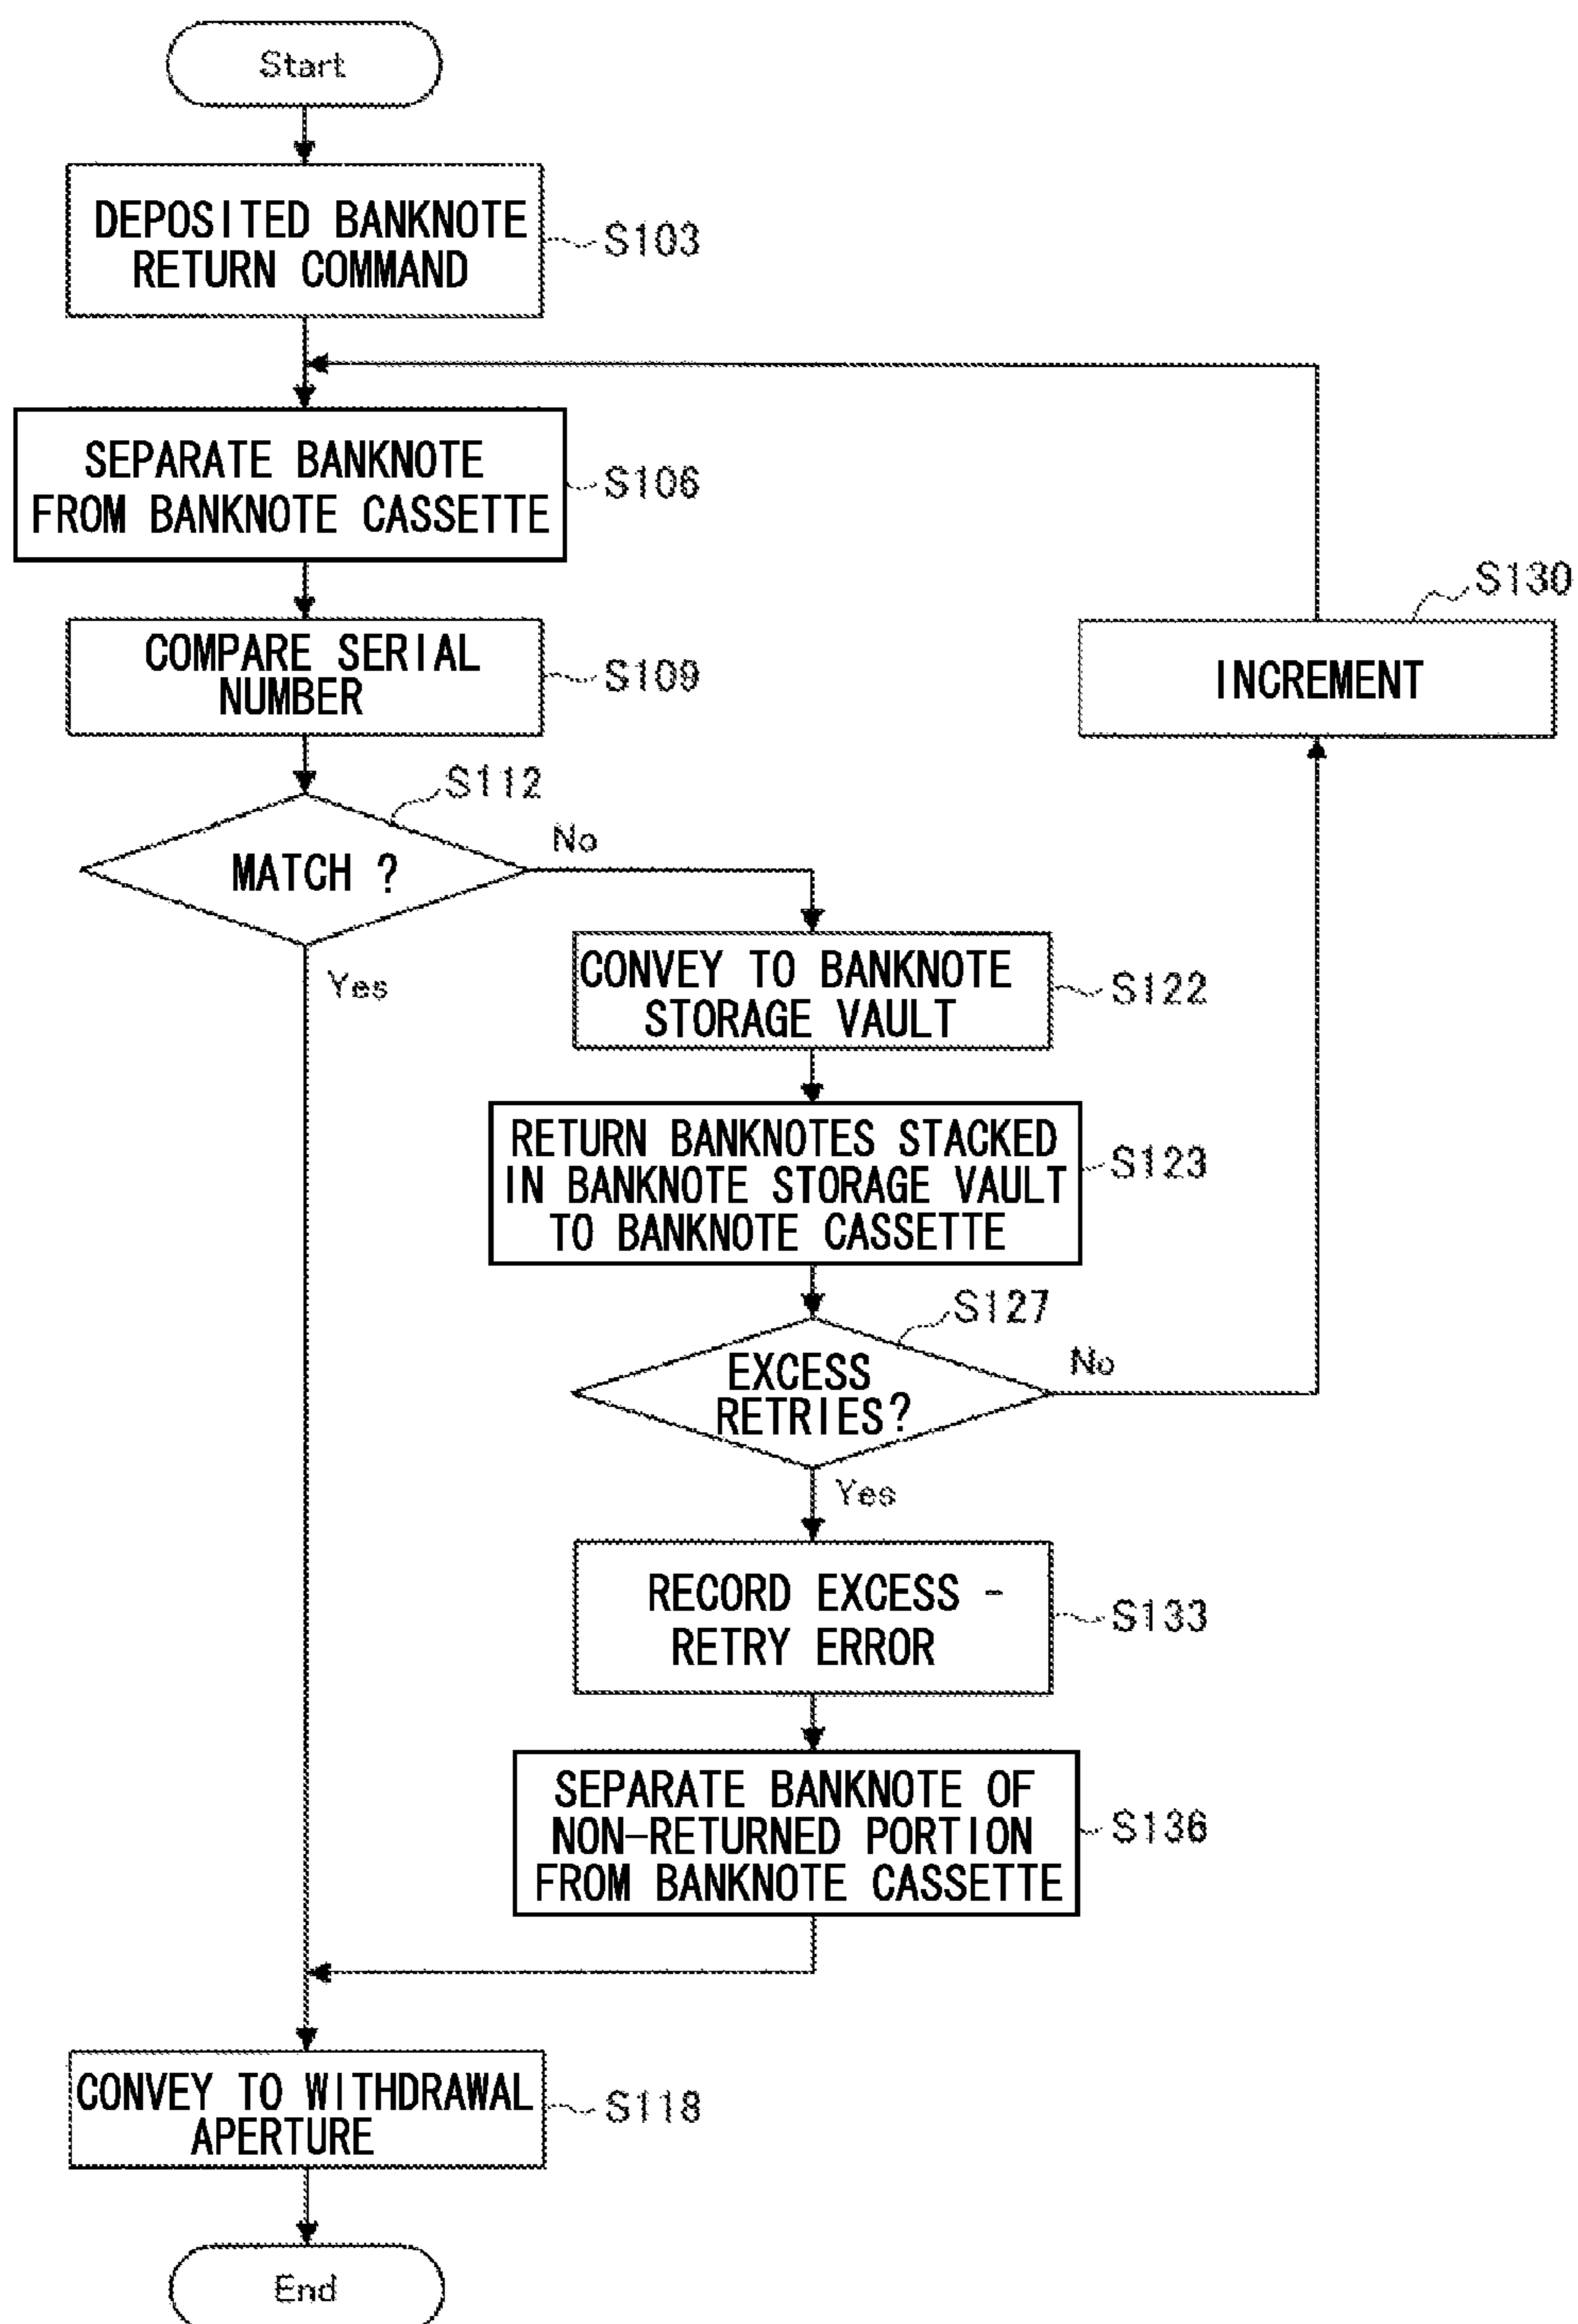 Start
DEPOSITED BANKNOTE
RETURN COMMAND
S103
SEPARATE BANKNOTE
FROM BANKNOTE CASSETTE
S106
COMPARE SERIAL
NUMBER
S109
S130
INCREMENT
S112
MATCH ?
No
Yes
CONVEY TO BANKNOTE
STORAGE VAULT
S122
RETURN BANKNOTES STACKED
IN BANKNOTE STORAGE VAULT
TO BANKNOTE CASSETTE
S123
S127
EXCESS
RETRIES?
No
Yes
RECORD EXCESS -
RETRY ERROR
S133
SEPARATE BANKNOTE OF
NON-RETURNED PORTION
FROM BANKNOTE CASSETTE
S136
CONVEY TO WITHDRAWAL
APERTURE
S118
End